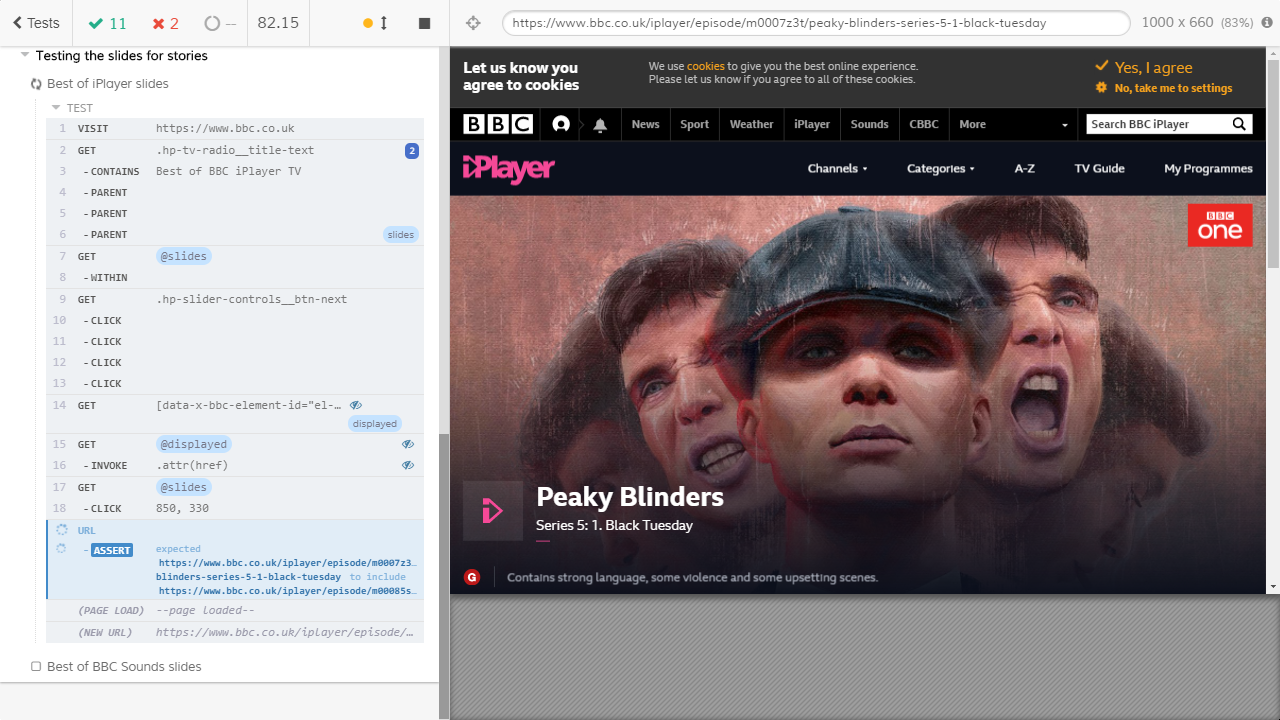 Tests
11
2
--
82.15
https://www.bbc.co.uk/iplayer/episode/m0007z3t/peaky-blinders-series-5-1-black-tuesday
1000 x 660 (83%)
Testing the slides for stories
Best of iPlayer slides
TEST
1 VISIT https://www.bbc.co.uk
2 GET .hp-tv-radio__title-text 2
3 -CONTAINS Best of BBC iPlayer TV
4 -PARENT
5 -PARENT
6 -PARENT slides
7 GET @slides
8 -WITHIN
9 GET .hp-slider-controls__btn-next
10 -CLICK
11 -CLICK
12 -CLICK
13 -CLICK
14 GET [data-x-bbc-element-id="el-…
displayed
15 GET @displayed
16 -INVOKE .attr(href)
17 GET @slides
18 -CLICK 850, 330
URL
-ASSERT expected
https://www.bbc.co.uk/iplayer/episode/m0007z3…
blinders-series-5-1-black-tuesday to include
https://www.bbc.co.uk/iplayer/episode/m00085s…
(PAGE LOAD) --page loaded--
(NEW URL) https://www.bbc.co.uk/iplayer/episode/…
Best of BBC Sounds slides
Let us know you
agree to cookies
We use cookies to give you the best online experience.
Please let us know if you agree to all of these cookies.
Yes, I agree
No, take me to settings
BBC
News
Sport
Weather
iPlayer
Sounds
CBBC
More
Search BBC iPlayer
iPlayer
Channels
Categories
A-Z
TV Guide
My Programmes
BBC
one
Peaky Blinders
Series 5: 1. Black Tuesday
G
Contains strong language, some violence and some upsetting scenes.